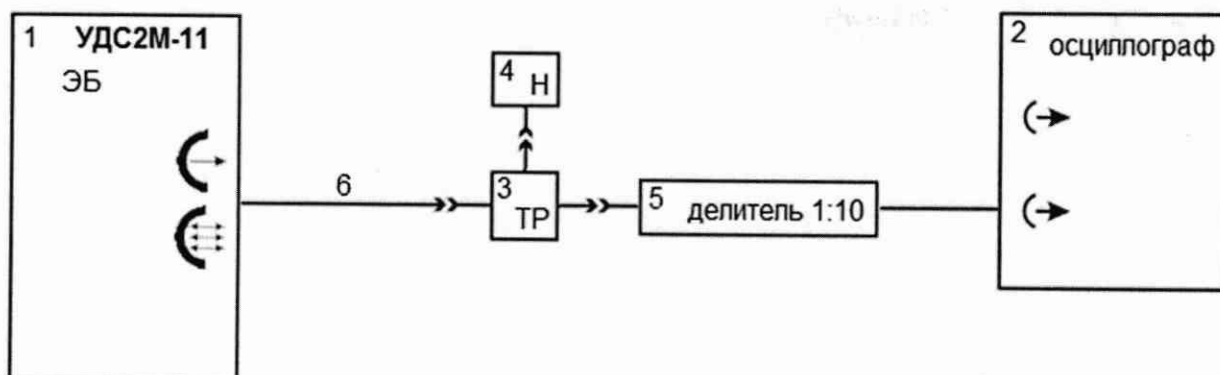 1 УДС2М-11
ЭБ
2 осциллограф
4 Н
6
3 ТР
5 делитель 1:10